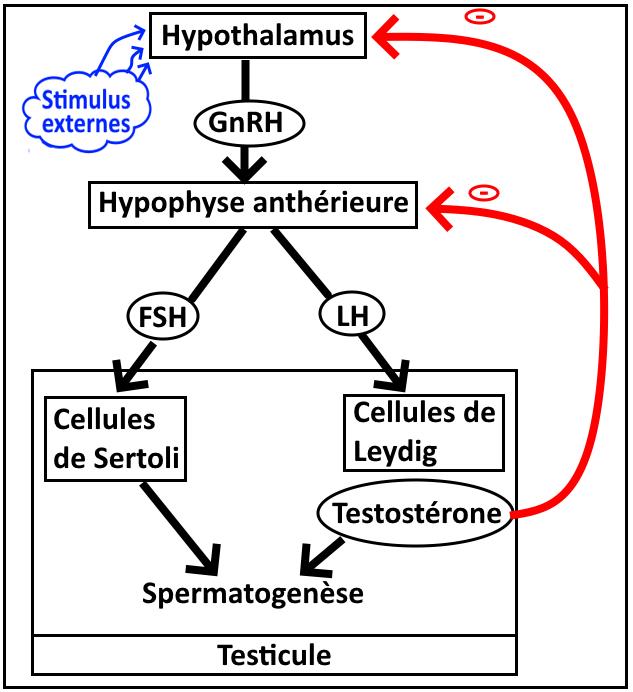 Hypothalamus
Stimulus
externes
GnRH
Hypophyse anthérieure
FSH
LH
Cellules
de Sertoli
Cellules de
Leydig
Testostérone
Spermatogenèse
Testicule